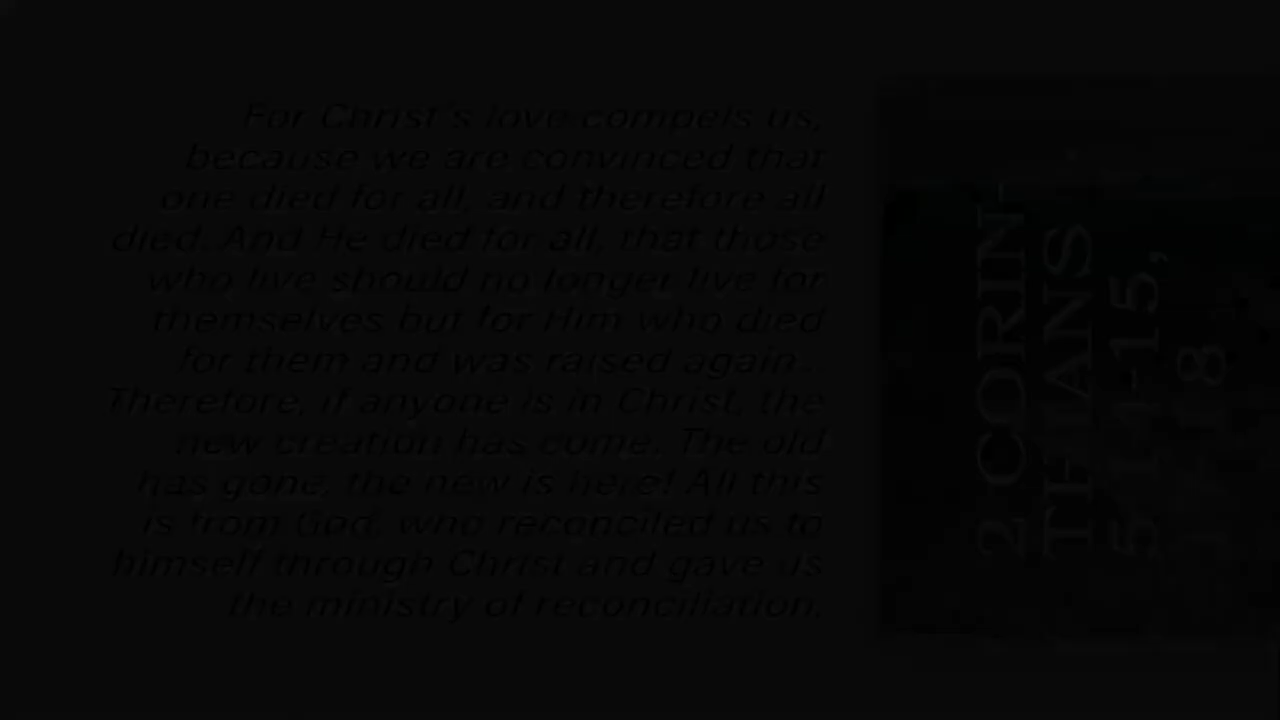 For Christ's love compels us,
because we are convinced that
one died for all, and therefore all
died. And He died for all, that those
who live should no longer live for
themselves but for Him who died
for them and was raised again...
Therefore, if anyone is in Christ, the
new creation has come. The old
has gone, the new is here! All this
is from God, who reconciled us to
himself through Christ and gave us
the ministry of reconciliation.
2 CORIN-
THIANS
5:14-15,
8